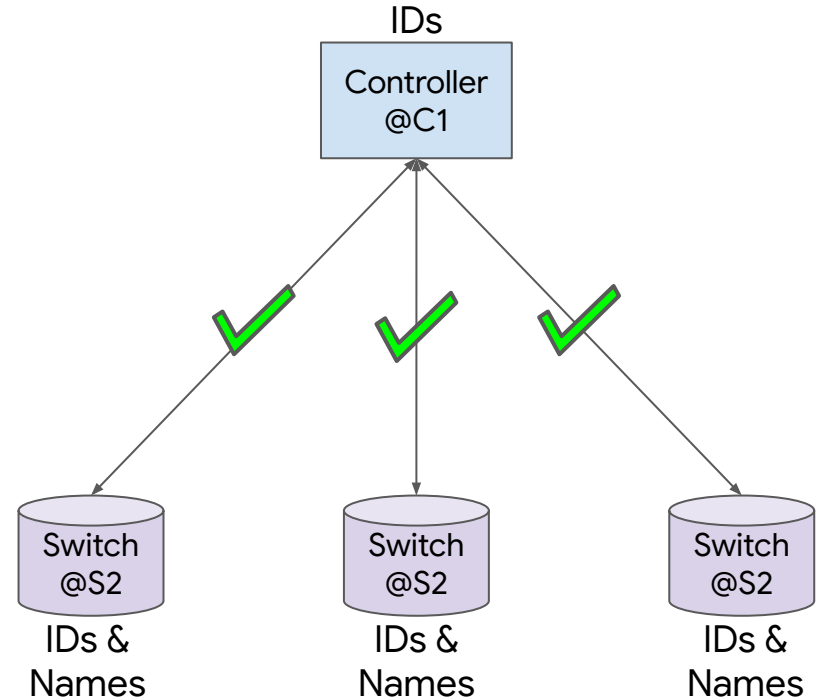 IDs
Controller
@C1
Switch
@S2
Switch
@S2
Switch
@S2
IDs &
Names
IDs &
Names
IDs &
Names